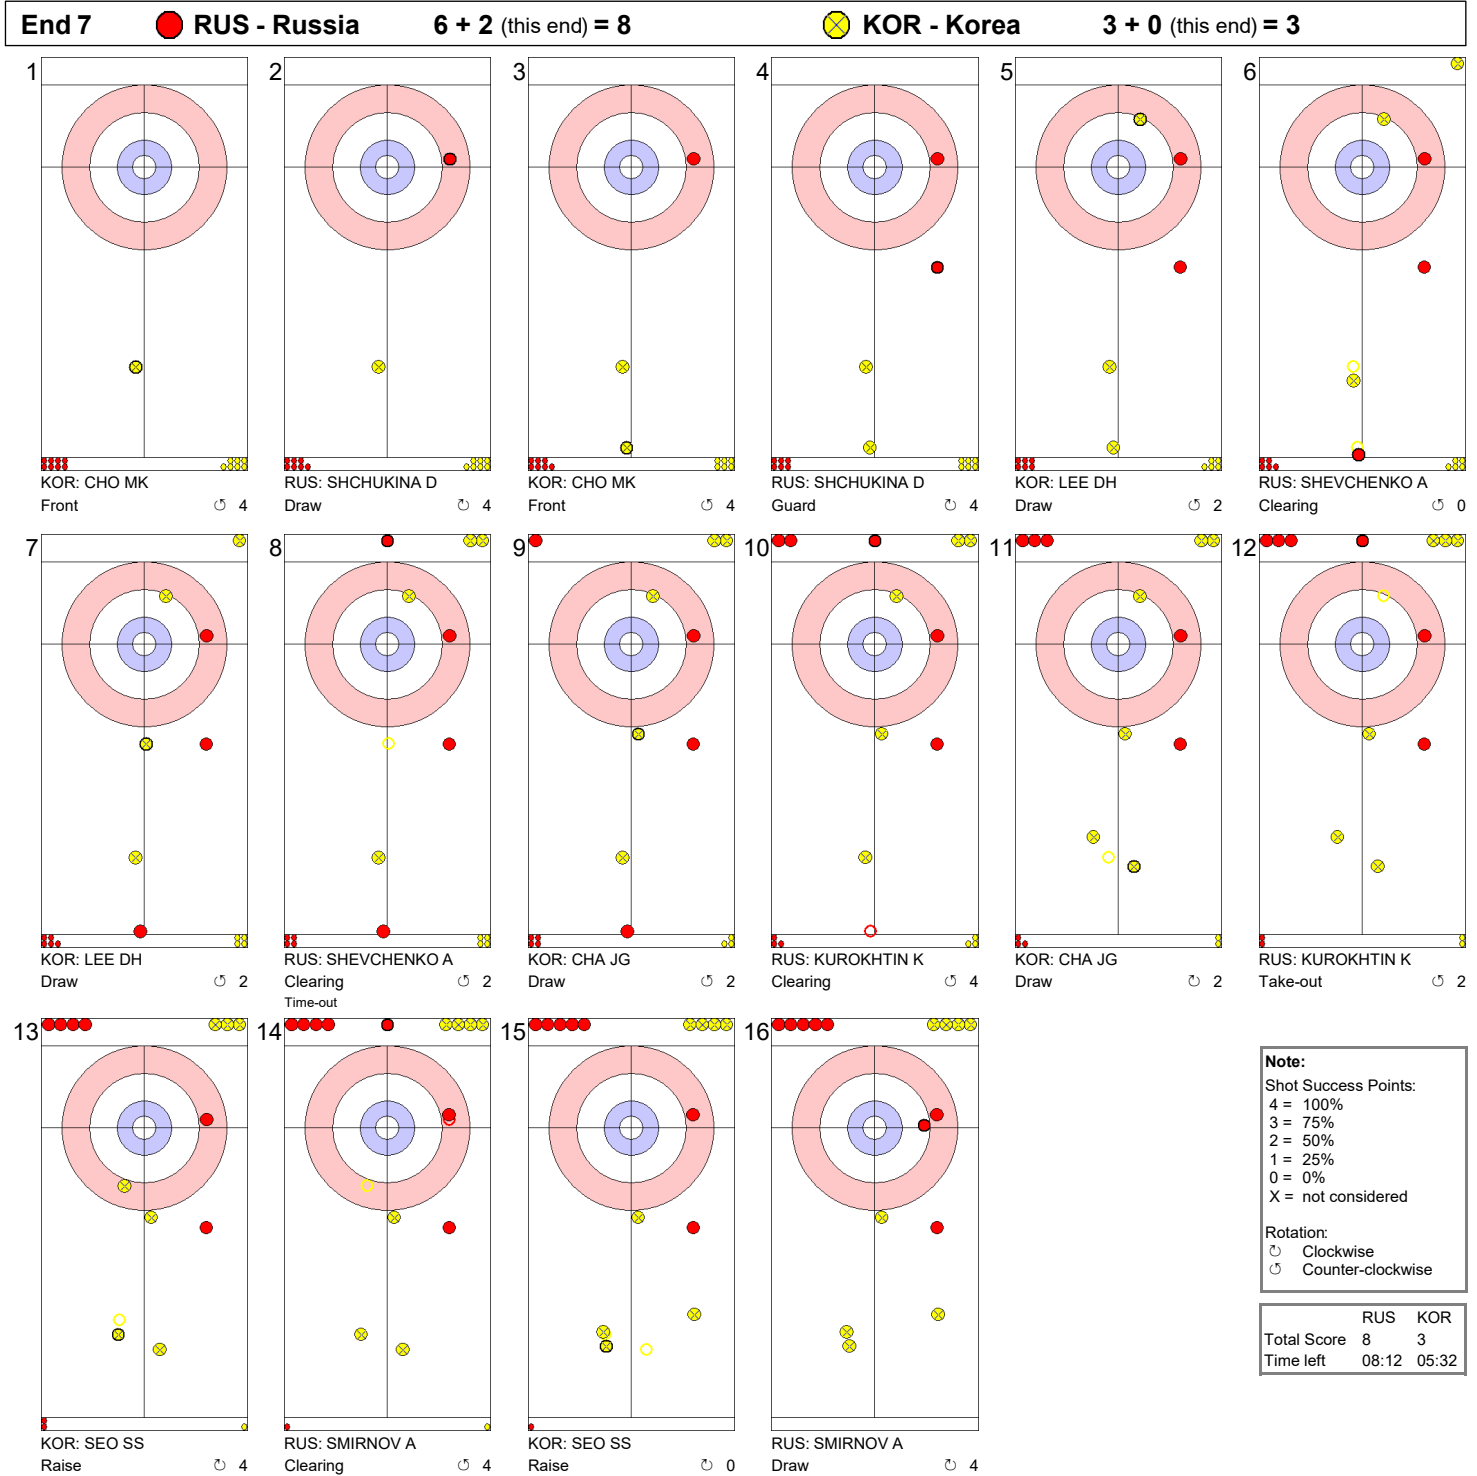 End 7 RUS - Russia 6 + 2 (this end) = 8 KOR - Korea 3 + 0 (this end) = 3
1 2 3 4 5 6
KOR: CHO MK RUS: SHCHUKINA D KOR: CHO MK RUS: SHCHUKINA D KOR: LEE DH RUS: SHEVCHENKO A
Front ↺ 4 Draw ↻ 4 Front ↺ 4 Guard ↻ 4 Draw ↺ 2 Clearing ↺ 0
7 8 9 10 11 12
KOR: LEE DH RUS: SHEVCHENKO A KOR: CHA JG RUS: KUROKHTIN K KOR: CHA JG RUS: KUROKHTIN K
Draw ↺ 2 Clearing ↺ 2 Draw ↺ 2 Clearing ↺ 4 Draw ↻ 2 Take-out ↺ 2
Time-out
13 14 15 16
KOR: SEO SS RUS: SMIRNOV A KOR: SEO SS RUS: SMIRNOV A
Raise ↻ 4 Clearing ↺ 4 Raise ↻ 0 Draw ↻ 4
Note:
Shot Success Points:
4 = 100%
3 = 75%
2 = 50%
1 = 25%
0 = 0%
X = not considered
Rotation:
↻ Clockwise
↺ Counter-clockwise
RUS KOR
Total Score 8 3
Time left 08:12 05:32